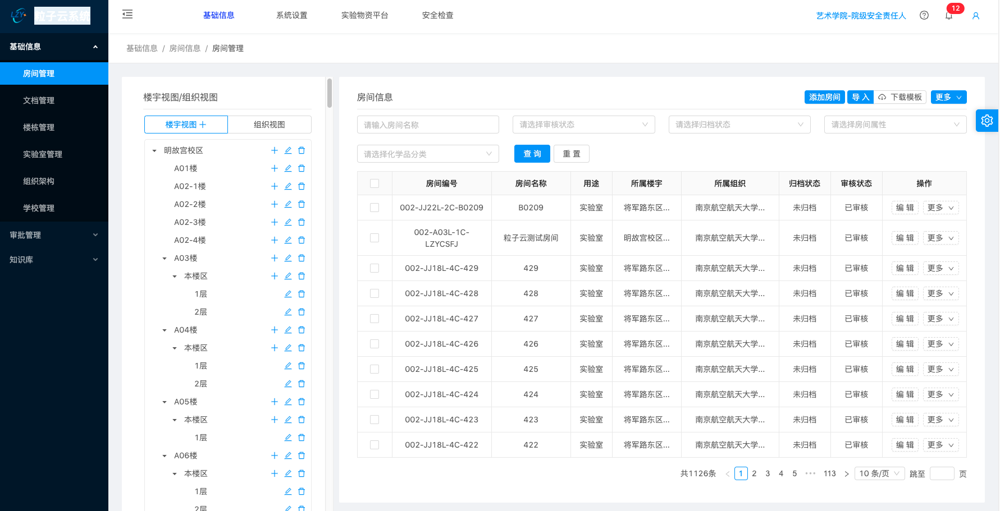 LZY
粒子云系统
基础信息
系统设置
实验物资平台
安全检查
艺术学院-院级安全责任人
12
基础信息
房间管理
文档管理
楼栋管理
实验室管理
组织架构
学校管理
审批管理
知识库
基础信息 / 房间信息 / 房间管理
楼宇视图/组织视图
楼宇视图
组织视图
明故宫校区
A01楼
A02-1楼
A02-2楼
A02-3楼
A02-4楼
A03楼
本楼区
1层
2层
A04楼
本楼区
1层
2层
A05楼
本楼区
1层
A06楼
本楼区
1层
2层
房间信息
添加房间 导入 下载模板 更多
请输入房间名称 请选择审核状态 请选择归档状态 请选择房间属性
请选择化学品分类 查询 重置
房间编号 房间名称 用途 所属楼宇 所属组织 归档状态 审核状态 操作
002-JJ22L-2C-B0209 B0209 实验室 将军路东区... 南京航空航天大学... 未归档 已审核 编辑 更多
002-A03L-1C-
LZYCSFJ 粒子云测试房间 实验室 明故宫校区... 南京航空航天大学... 未归档 已审核 编辑 更多
002-JJ18L-4C-429 429 实验室 将军路东区... 南京航空航天大学... 未归档 已审核 编辑 更多
002-JJ18L-4C-428 428 实验室 将军路东区... 南京航空航天大学... 未归档 已审核 编辑 更多
002-JJ18L-4C-427 427 实验室 将军路东区... 南京航空航天大学... 未归档 已审核 编辑 更多
002-JJ18L-4C-426 426 实验室 将军路东区... 南京航空航天大学... 未归档 已审核 编辑 更多
002-JJ18L-4C-425 425 实验室 将军路东区... 南京航空航天大学... 未归档 已审核 编辑 更多
002-JJ18L-4C-424 424 实验室 将军路东区... 南京航空航天大学... 未归档 已审核 编辑 更多
002-JJ18L-4C-423 423 实验室 将军路东区... 南京航空航天大学... 未归档 已审核 编辑 更多
002-JJ18L-4C-422 422 实验室 将军路东区... 南京航空航天大学... 未归档 已审核 编辑 更多
共1126条 < 1 2 3 4 5 ••• 113 > 10 条/页 跳至 页